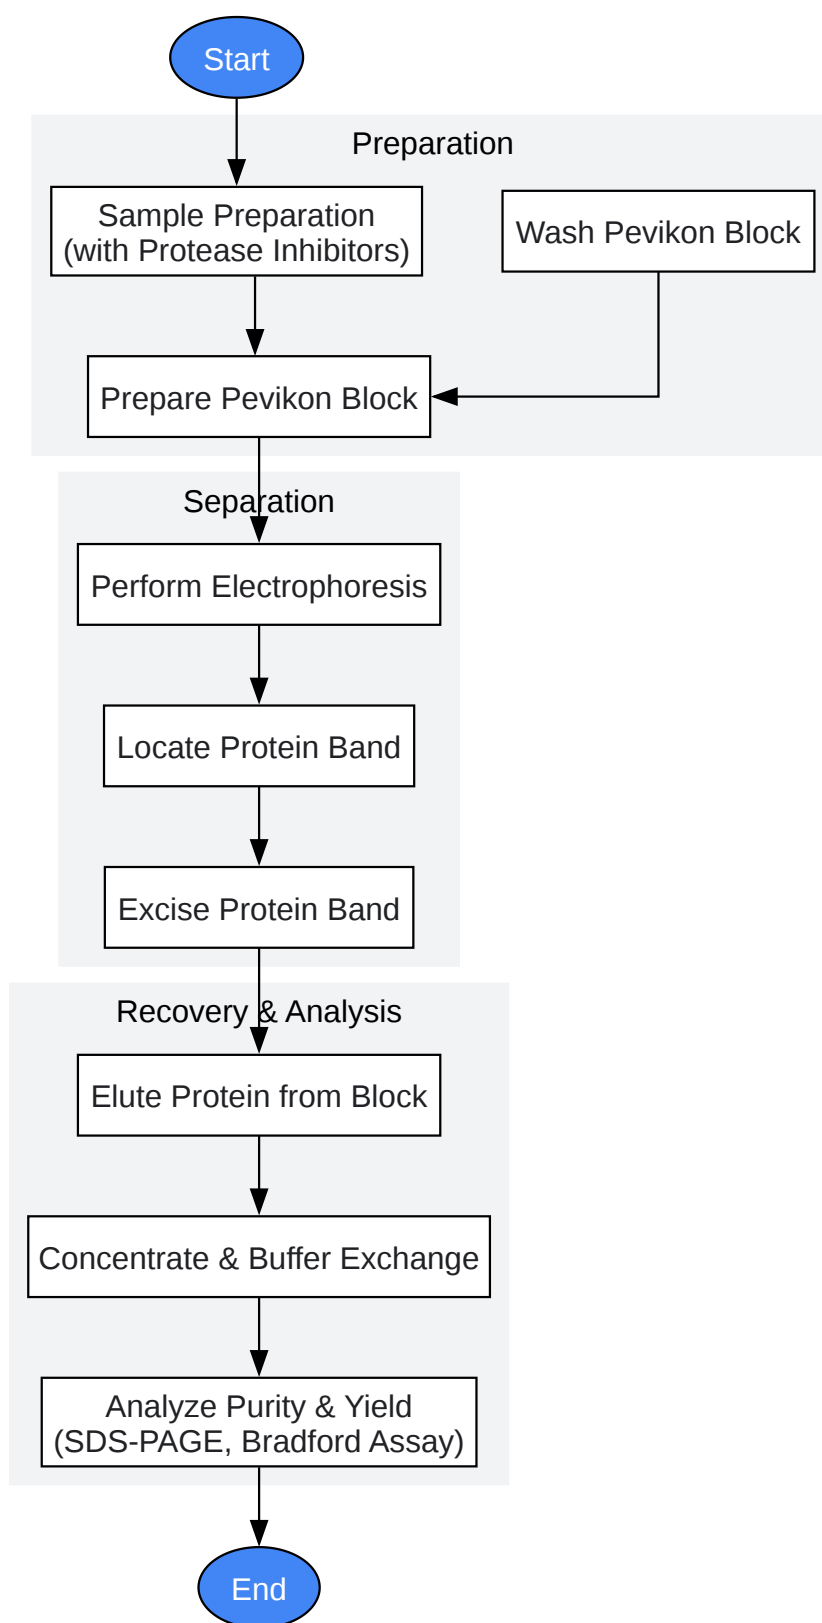 Start
Preparation
Sample Preparation
(with Protease Inhibitors)
Wash Pevikon Block
Prepare Pevikon Block
Separation
Perform Electrophoresis
Locate Protein Band
Excise Protein Band
Recovery & Analysis
Elute Protein from Block
Concentrate & Buffer Exchange
Analyze Purity & Yield
(SDS-PAGE, Bradford Assay)
End